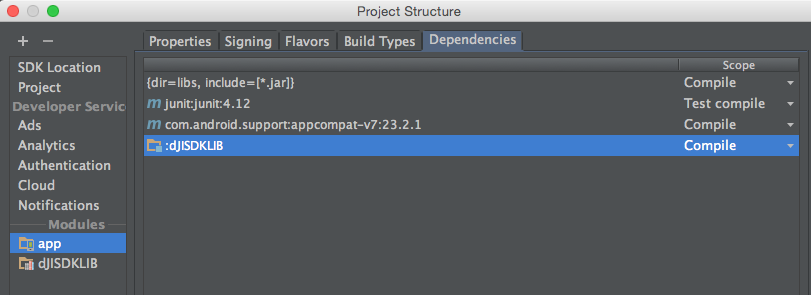 Project Structure
+ −
Properties Signing Flavors Build Types Dependencies
SDK Location
Project
Developer Servic
Ads
Analytics
Authentication
Cloud
Notifications
Modules
app
dJISDKLIB
Scope
{dir=libs, include=[*.jar]} Compile
m junit:junit:4.12 Test compile
m com.android.support:appcompat-v7:23.2.1 Compile
:dJISDKLIB Compile